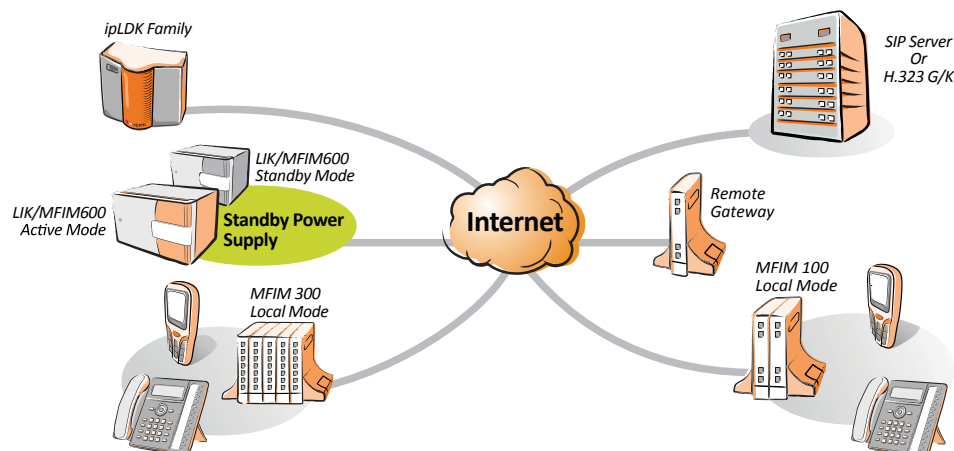 ipLDK Family
SIP Server
Or
H.323 G/K
LIK/MFIM600
Standby Mode
LIK/MFIM600
Active Mode
Standby Power
Supply
Internet
Remote
Gateway
MFIM 300
Local Mode
MFIM 100
Local Mode